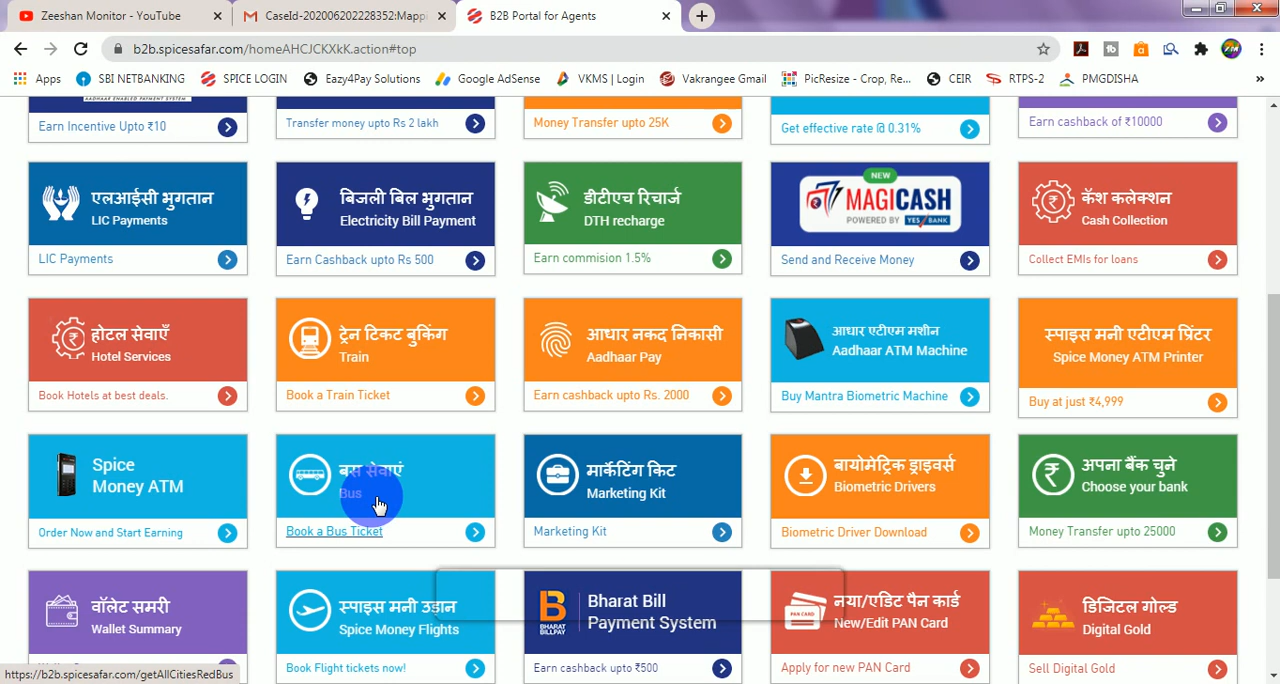 Zeeshan Monitor - YouTube
CaseId-202006202228352:Mappi
B2B Portal for Agents
b2b.spicesafar.com/homeAHCJCKXkK.action#top
Apps
SBI NETBANKING
SPICE LOGIN
Eazy4Pay Solutions
Google AdSense
VKMS | Login
Vakrangee Gmail
PicResize - Crop, Re...
CEIR
RTPS-2
PMGDISHA
»
AADHAAR ENABLED PAYMENT SYSTEM
Earn Incentive Upto ₹10
Transfer money upto Rs 2 lakh
Money Transfer upto 25K
Get effective rate @ 0.31%
Earn cashback of ₹10000
एलआईसी भुगतान
LIC Payments
LIC Payments
बिजली बिल भुगतान
Electricity Bill Payment
Earn Cashback upto Rs 500
डीटीएच रिचार्ज
DTH recharge
Earn commision 1.5%
NEW
MAGICASH
POWERED BY YES BANK
Send and Receive Money
कॅश कलेक्शन
Cash Collection
Collect EMIs for loans
होटल सेवाएँ
Hotel Services
Book Hotels at best deals.
ट्रेन टिकट बुकिंग
Train
Book a Train Ticket
आधार नकद निकासी
Aadhaar Pay
Earn cashback upto Rs. 2000
आधार एटीएम मशीन
Aadhaar ATM Machine
Buy Mantra Biometric Machine
स्पाइस मनी एटीएम प्रिंटर
Spice Money ATM Printer
Buy at just ₹4,999
Spice
Money ATM
Order Now and Start Earning
बस सेवाएं
Bus
Book a Bus Ticket
मार्केटिंग किट
Marketing Kit
Marketing Kit
बायोमेट्रिक ड्राइवर्स
Biometric Drivers
Biometric Driver Download
अपना बैंक चुने
Choose your bank
Money Transfer upto 25000
वॉलेट समरी
Wallet Summary
स्पाइस मनी उड़ान
Spice Money Flights
Book Flight tickets now!
BHARAT BILLPAY
Bharat Bill
Payment System
Earn cashback upto ₹500
PAN CARD
नया/एडिट पैन कार्ड
New/Edit PAN Card
Apply for new PAN Card
डिजिटल गोल्ड
Digital Gold
Sell Digital Gold
https://b2b.spicesafar.com/getAllCitiesRedBus